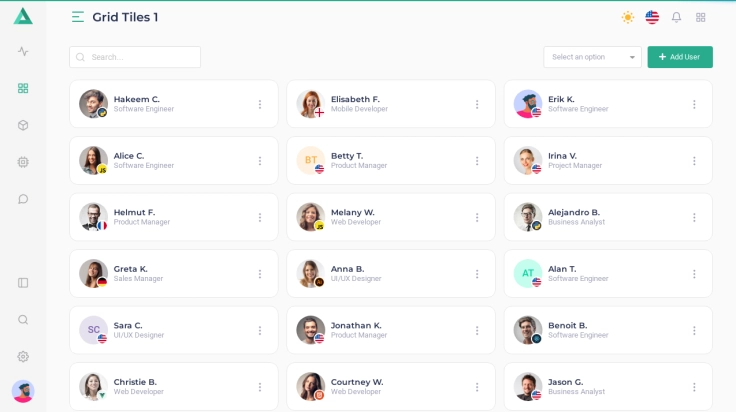 Grid Tiles 1
Search...
Select an option
Add User
Hakeem C.
Software Engineer
Elisabeth F.
Mobile Developer
Erik K.
Software Engineer
Alice C.
Software Engineer
JS
BT
Betty T.
Product Manager
Irina V.
Project Manager
Helmut F.
Product Manager
Melany W.
Web Developer
JS
Alejandro B.
Business Analyst
Greta K.
Sales Manager
Anna B.
UI/UX Designer
AT
Alan T.
Software Engineer
SC
Sara C.
UI/UX Designer
Jonathan K.
Product Manager
Benoit B.
Software Engineer
Christie B.
Web Developer
Courtney W.
Web Developer
Jason G.
Business Analyst